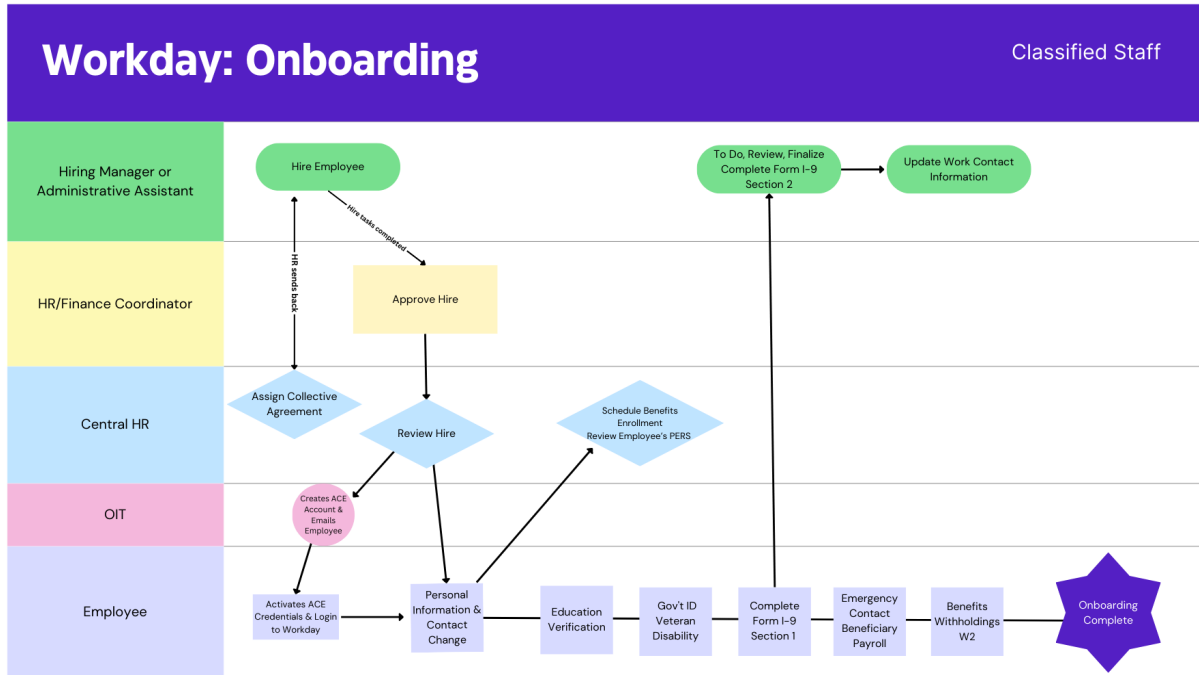 Workday: Onboarding
Classified Staff
Hiring Manager or
Administrative Assistant
Hire Employee
To Do, Review, Finalize
Complete Form I-9
Section 2
Update Work Contact
Information
Hire tasks completed
HR sends back
HR/Finance Coordinator
Approve Hire
Central HR
Assign Collective
Agreement
Review Hire
Schedule Benefits
Enrollment
Review Employee's PERS
OIT
Creates ACE
Account &
Emails
Employee
Employee
Activates ACE
Credentials & Login
to Workday
Personal
Information &
Contact
Change
Education
Verification
Gov't ID
Veteran
Disability
Complete
Form I-9
Section 1
Emergency
Contact
Beneficiary
Payroll
Benefits
Withholdings
W2
Onboarding
Complete